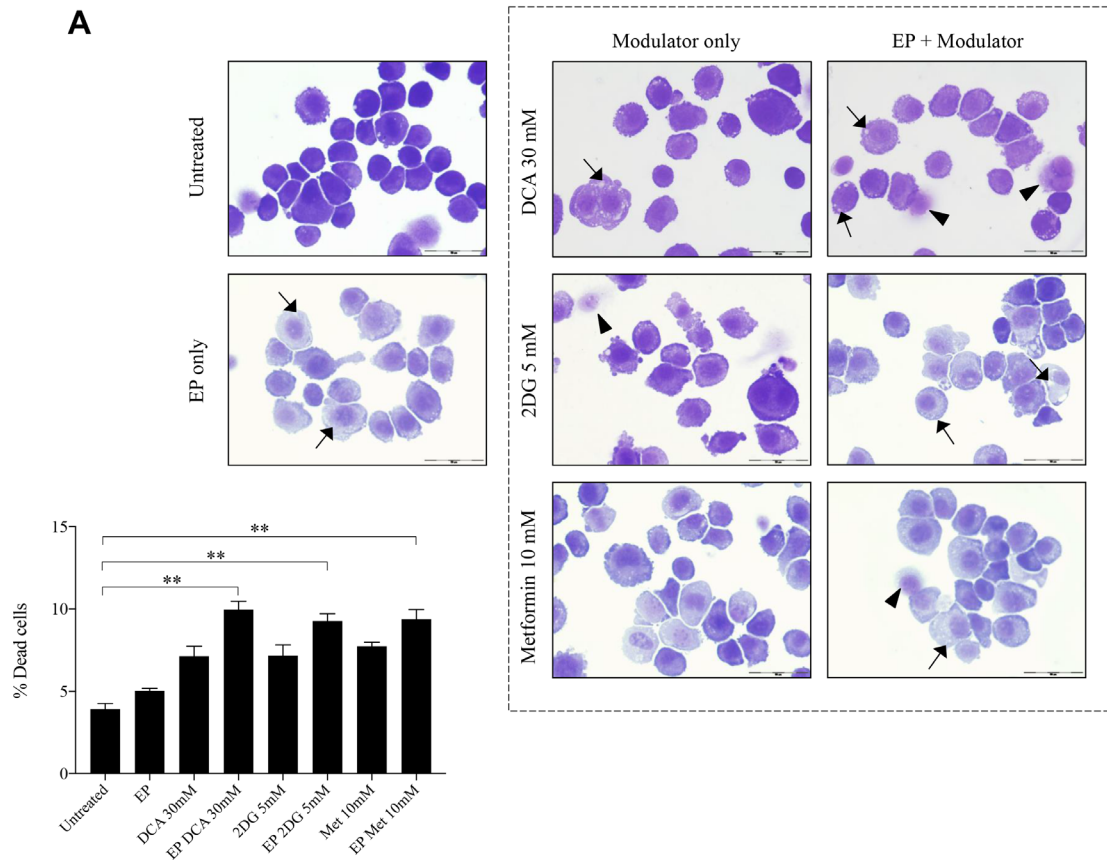 A
Modulator only
EP + Modulator
Untreated
DCA 30 mM
EP only
2DG 5 mM
Metformin 10 mM
15
10
5
0
% Dead cells
**
**
**
Untreated
EP
DCA 30mM
EP DCA 30mM
2DG 5mM
EP 2DG 5mM
Met 10mM
EP Met 10mM